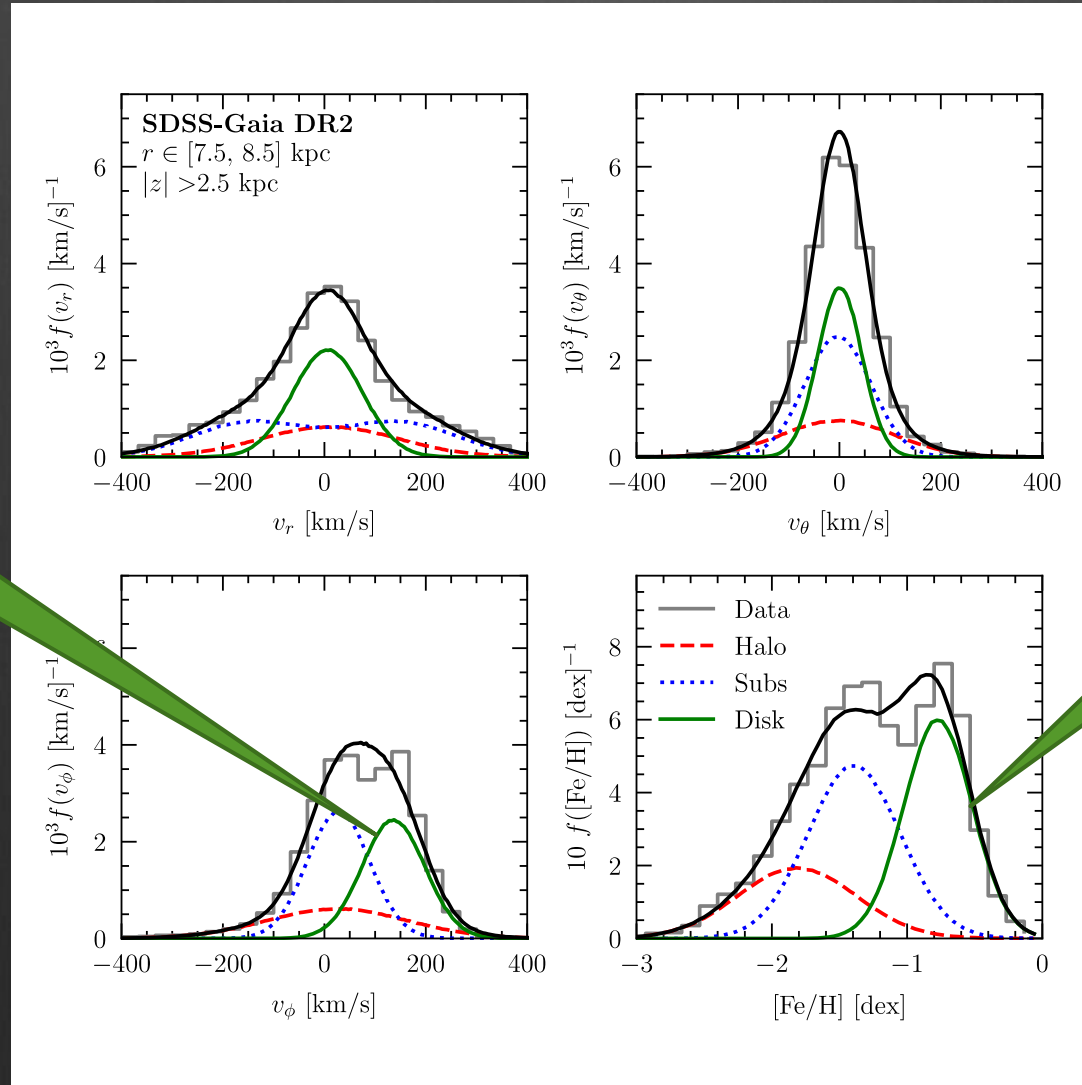 SDSS-Gaia DR2
r ∈ [7.5, 8.5] kpc
|z| >2.5 kpc
10³f(v_r) [km/s]⁻¹
6
4
2
0
−400 −200 0 200 400
v_r [km/s]
10³f(v_θ) [km/s]⁻¹
6
4
2
0
−400 −200 0 200 400
v_θ [km/s]
10³f(v_ϕ) [km/s]⁻¹
4
2
0
−400 −200 0 200 400
v_ϕ [km/s]
Data
Halo
Subs
Disk
10 f([Fe/H]) [dex]⁻¹
8
6
4
2
0
−3 −2 −1 0
[Fe/H] [dex]